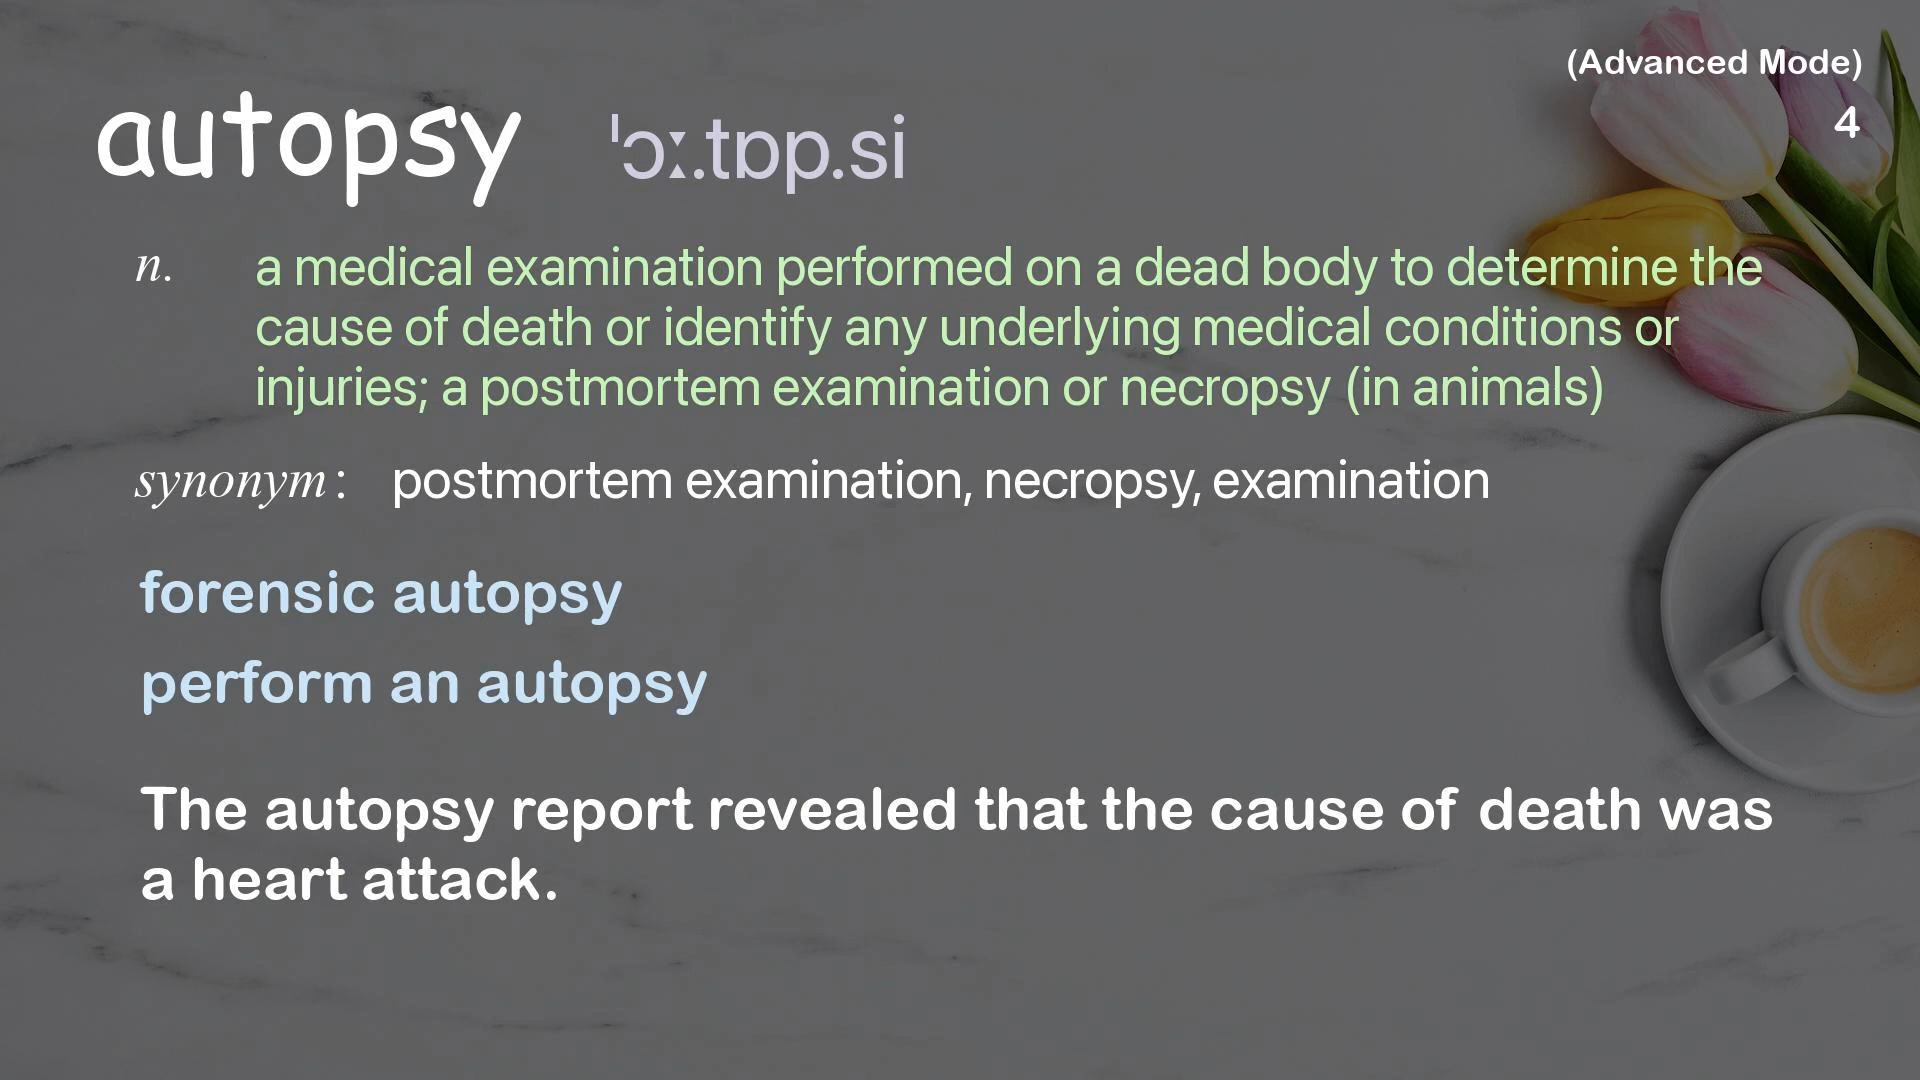 (Advanced Mode)
4
autopsy ˈɔː.tɒp.si
n. a medical examination performed on a dead body to determine the
cause of death or identify any underlying medical conditions or
injuries; a postmortem examination or necropsy (in animals)
synonym : postmortem examination, necropsy, examination
forensic autopsy
perform an autopsy
The autopsy report revealed that the cause of death was
a heart attack.